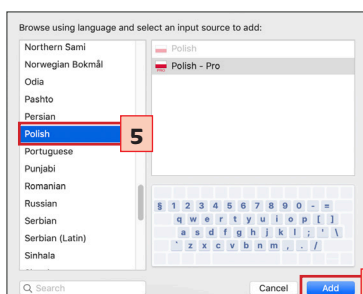 Browse using language and select an input source to add:
Northern Sami
Norwegian Bokmål
Odia
Pashto
Persian
Polish
5
Portuguese
Punjabi
Romanian
Russian
Serbian
Serbian (Latin)
Sinhala
Polish
Polish - Pro
§ 1 2 3 4 5 6 7 8 9 0 - =
q w e r t y u i o p [ ]
a s d f g h j k l ; ' \
` z x c v b n m , . /
Search
Cancel
Add